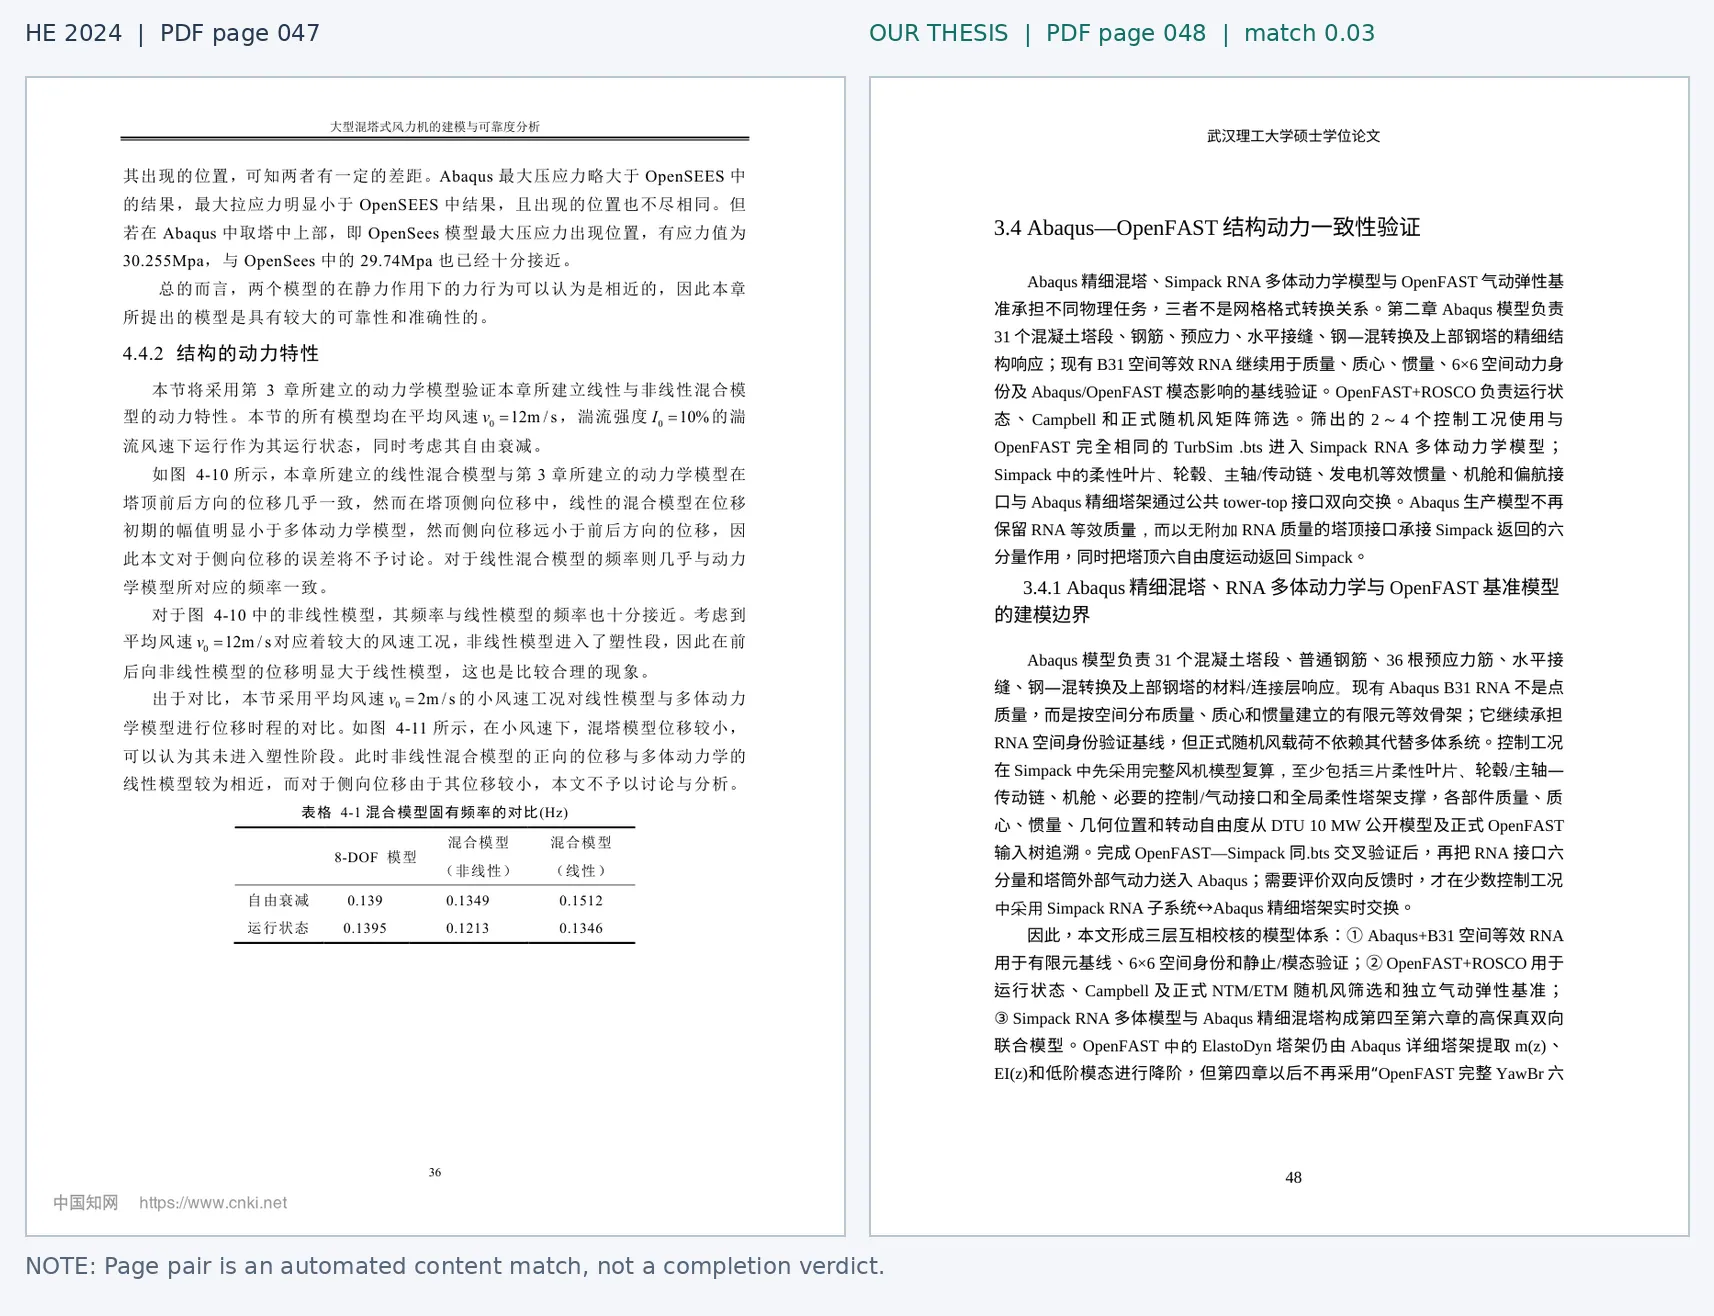 HE 2024 | PDF page 047
大型混塔式风力机的建模与可靠度分析
其出现的位置，可知两者有一定的差距。Abaqus 最大压应力略大于 OpenSEES 中
的结果，最大拉应力明显小于 OpenSEES 中结果，且出现的位置也不尽相同。但
若在 Abaqus 中取塔中上部，即 OpenSees 模型最大压应力出现位置，有应力值为
30.255Mpa，与 OpenSees 中的 29.74Mpa 也已经十分接近。
总的而言，两个模型的在静力作用下的力行为可以认为是相近的，因此本章
所提出的模型是具有较大的可靠性和准确性的。
4.4.2 结构的动力特性
本节将采用第 3 章所建立的动力学模型验证本章所建立线性与非线性混合模
型的动力特性。本节的所有模型均在平均风速 v₀ =12m/s，湍流强度 I₀ =10%的湍
流风速下运行作为其运行状态，同时考虑其自由衰减。
如图 4-10 所示，本章所建立的线性混合模型与第 3 章所建立的动力学模型在
塔顶前后方向的位移几乎一致，然而在塔顶侧向位移中，线性的混合模型在位移
初期的幅值明显小于多体动力学模型，然而侧向位移远小于前后方向的位移，因
此本文对于侧向位移的误差将不予讨论。对于线性混合模型的频率则几乎与动力
学模型所对应的频率一致。
对于图 4-10 中的非线性模型，其频率与线性模型的频率也十分接近。考虑到
平均风速 v₀ =12m/s 对应着较大的风速工况，非线性模型进入了塑性段，因此在前
后向非线性模型的位移明显大于线性模型，这也是比较合理的现象。
出于对比，本节采用平均风速 v₀ =2m/s 的小风速工况对线性模型与多体动力
学模型进行位移时程的对比。如图 4-11 所示，在小风速下，混塔模型位移较小，
可以认为其未进入塑性阶段。此时非线性混合模型的正向的位移与多体动力学的
线性模型较为相近，而对于侧向位移由于其位移较小，本文不予以讨论与分析。
表格 4-1 混合模型固有频率的对比(Hz)
8-DOF 模型 混合模型（非线性） 混合模型（线性）
自由衰减 0.139 0.1349 0.1512
运行状态 0.1395 0.1213 0.1346
36
中国知网 https://www.cnki.net
OUR THESIS | PDF page 048 | match 0.03
武汉理工大学硕士学位论文
3.4 Abaqus—OpenFAST 结构动力一致性验证
Abaqus 精细混塔、Simpack RNA 多体动力学模型与 OpenFAST 气动弹性基
准承担不同物理任务，三者不是网格格式转换关系。第二章 Abaqus 模型负责
31 个混凝土塔段、钢筋、预应力、水平接缝、钢—混转换及上部钢塔的精细结
构响应；现有 B31 空间等效 RNA 继续用于质量、质心、惯量、6×6 空间动力身
份及 Abaqus/OpenFAST 模态影响的基线验证。OpenFAST+ROSCO 负责运行状
态、Campbell 和正式随机风矩阵筛选。筛出的 2～4 个控制工况使用与
OpenFAST 完全相同的 TurbSim .bts 进入 Simpack RNA 多体动力学模型；
Simpack 中的柔性叶片、轮毂、主轴/传动链、发电机等效惯量、机舱和偏航接
口与 Abaqus 精细塔架通过公共 tower-top 接口双向交换。Abaqus 生产模型不再
保留 RNA 等效质量，而以无附加 RNA 质量的塔顶接口承接 Simpack 返回的六
分量作用，同时把塔顶六自由度运动返回 Simpack。
3.4.1 Abaqus 精细混塔、RNA 多体动力学与 OpenFAST 基准模型
的建模边界
Abaqus 模型负责 31 个混凝土塔段、普通钢筋、36 根预应力筋、水平接
缝、钢—混转换及上部钢塔的材料/连接层响应。现有 Abaqus B31 RNA 不是点
质量，而是按空间分布质量、质心和惯量建立的有限元等效骨架；它继续承担
RNA 空间身份验证基线，但正式随机风载荷不依赖其代替多体系统。控制工况
在 Simpack 中先采用完整风机模型复算，至少包括三片柔性叶片、轮毂/主轴—
传动链、机舱、必要的控制/气动接口和全局柔性塔架支撑，各部件质量、质
心、惯量、几何位置和转动自由度从 DTU 10 MW 公开模型及正式 OpenFAST
输入树追溯。完成 OpenFAST—Simpack 同.bts 交叉验证后，再把 RNA 接口六
分量和塔筒外部气动力送入 Abaqus；需要评价双向反馈时，才在少数控制工况
中采用 Simpack RNA 子系统↔Abaqus 精细塔架实时交换。
因此，本文形成三层互相校核的模型体系：① Abaqus+B31 空间等效 RNA
用于有限元基线、6×6 空间身份和静止/模态验证；② OpenFAST+ROSCO 用于
运行状态、Campbell 及正式 NTM/ETM 随机风筛选和独立气动弹性基准；
③ Simpack RNA 多体模型与 Abaqus 精细混塔构成第四至第六章的高保真双向
联合模型。OpenFAST 中的 ElastoDyn 塔架仍由 Abaqus 详细塔架提取 m(z)、
EI(z)和低阶模态进行降阶，但第四章以后不再采用“OpenFAST 完整 YawBr 六
48
NOTE: Page pair is an automated content match, not a completion verdict.